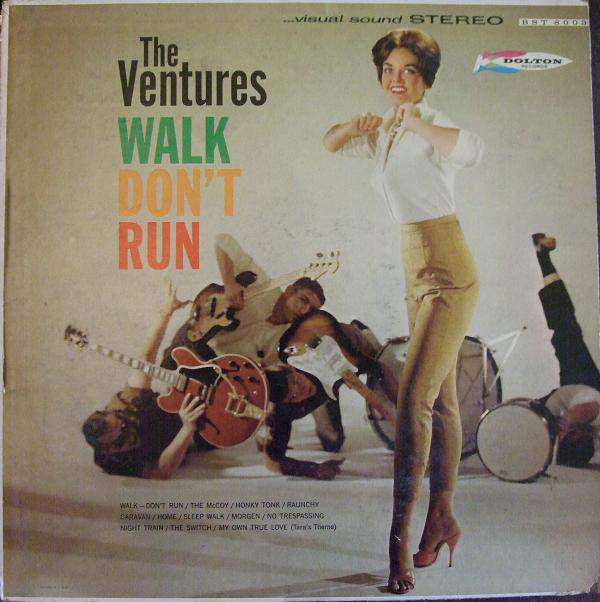 ...visual sound STEREO
BST 8003
DOLTON
RECORDS
The
Ventures
WALK
DON'T
RUN
WALK—DON'T RUN / THE McCOY / HONKY TONK / RAUNCHY
CARAVAN / HOME / SLEEP WALK / MORGEN / NO TRESPASSING
NIGHT TRAIN / THE SWITCH / MY OWN TRUE LOVE (Tara's Theme)